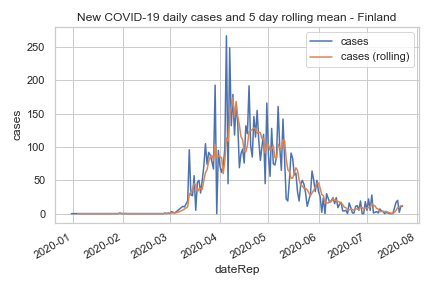 New COVID-19 daily cases and 5 day rolling mean - Finland
cases
cases (rolling)
250
200
150
100
50
0
cases
2020-01
2020-02
2020-03
2020-04
2020-05
2020-06
2020-07
2020-08
dateRep